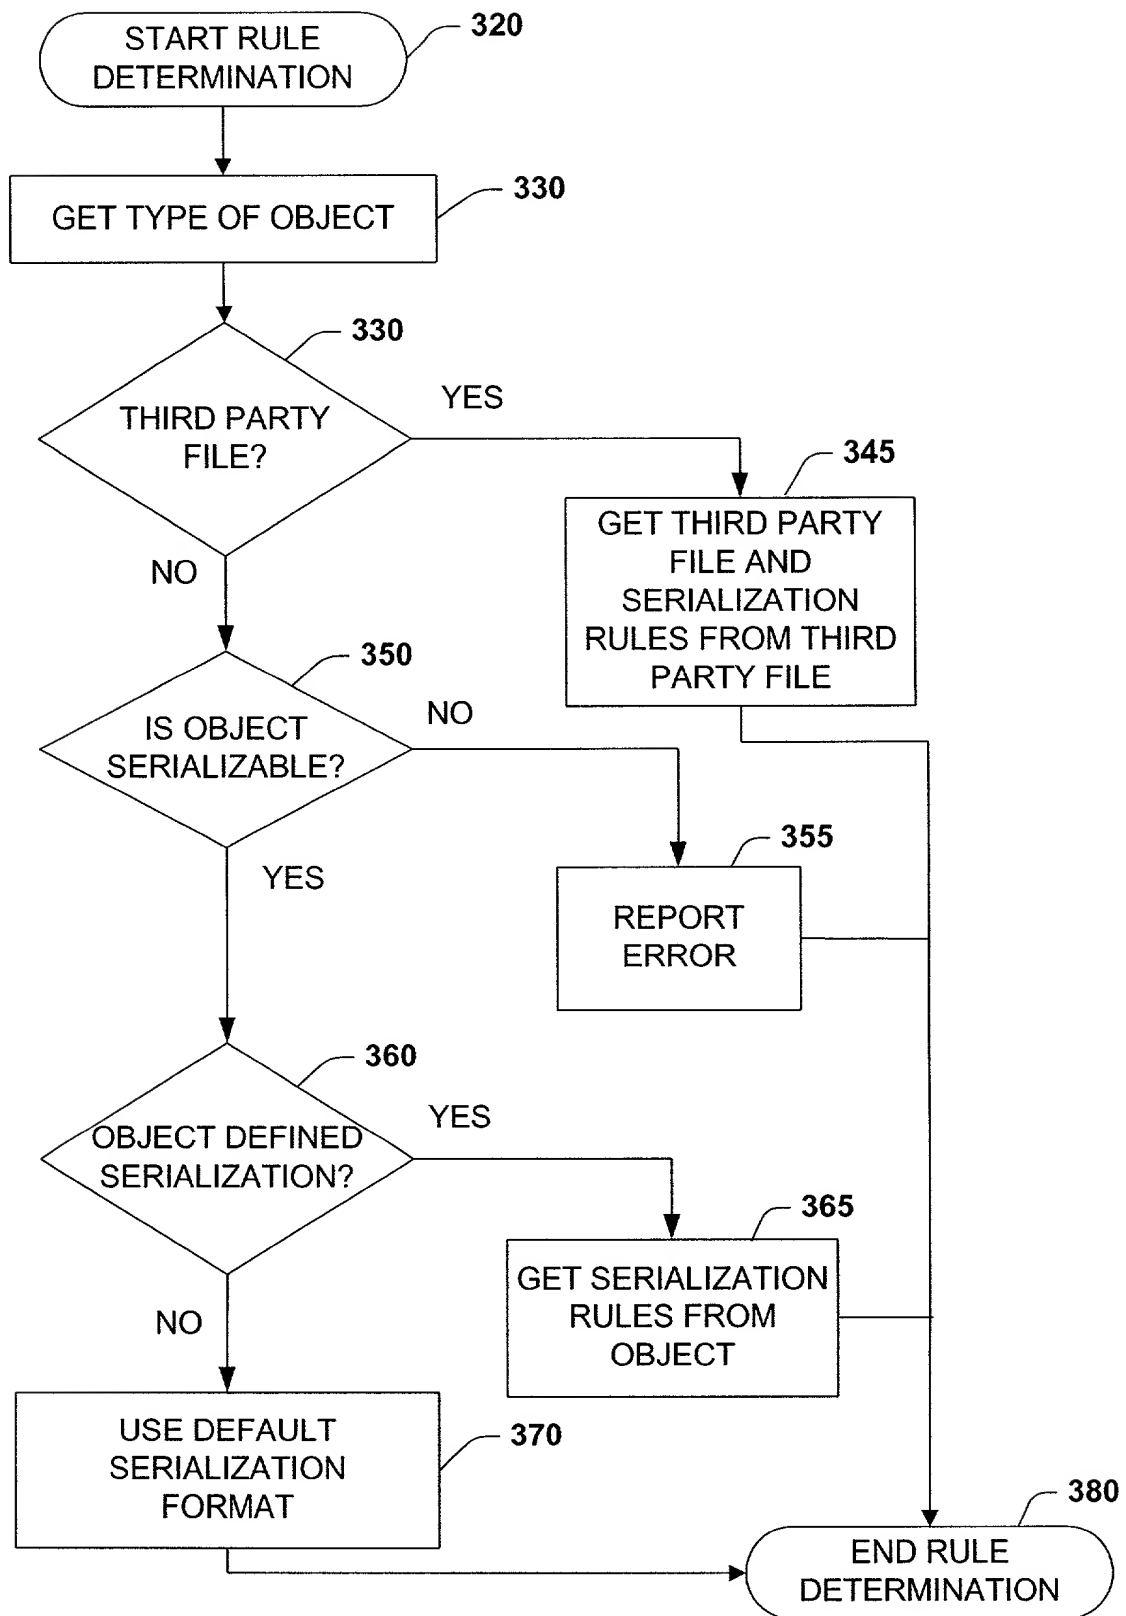 START RULE
DETERMINATION
320
GET TYPE OF OBJECT
330
330
THIRD PARTY
FILE?
YES
NO
345
GET THIRD PARTY
FILE AND
SERIALIZATION
RULES FROM THIRD
PARTY FILE
350
IS OBJECT
SERIALIZABLE?
NO
YES
355
REPORT
ERROR
360
OBJECT DEFINED
SERIALIZATION?
YES
NO
365
GET SERIALIZATION
RULES FROM
OBJECT
370
USE DEFAULT
SERIALIZATION
FORMAT
380
END RULE
DETERMINATION